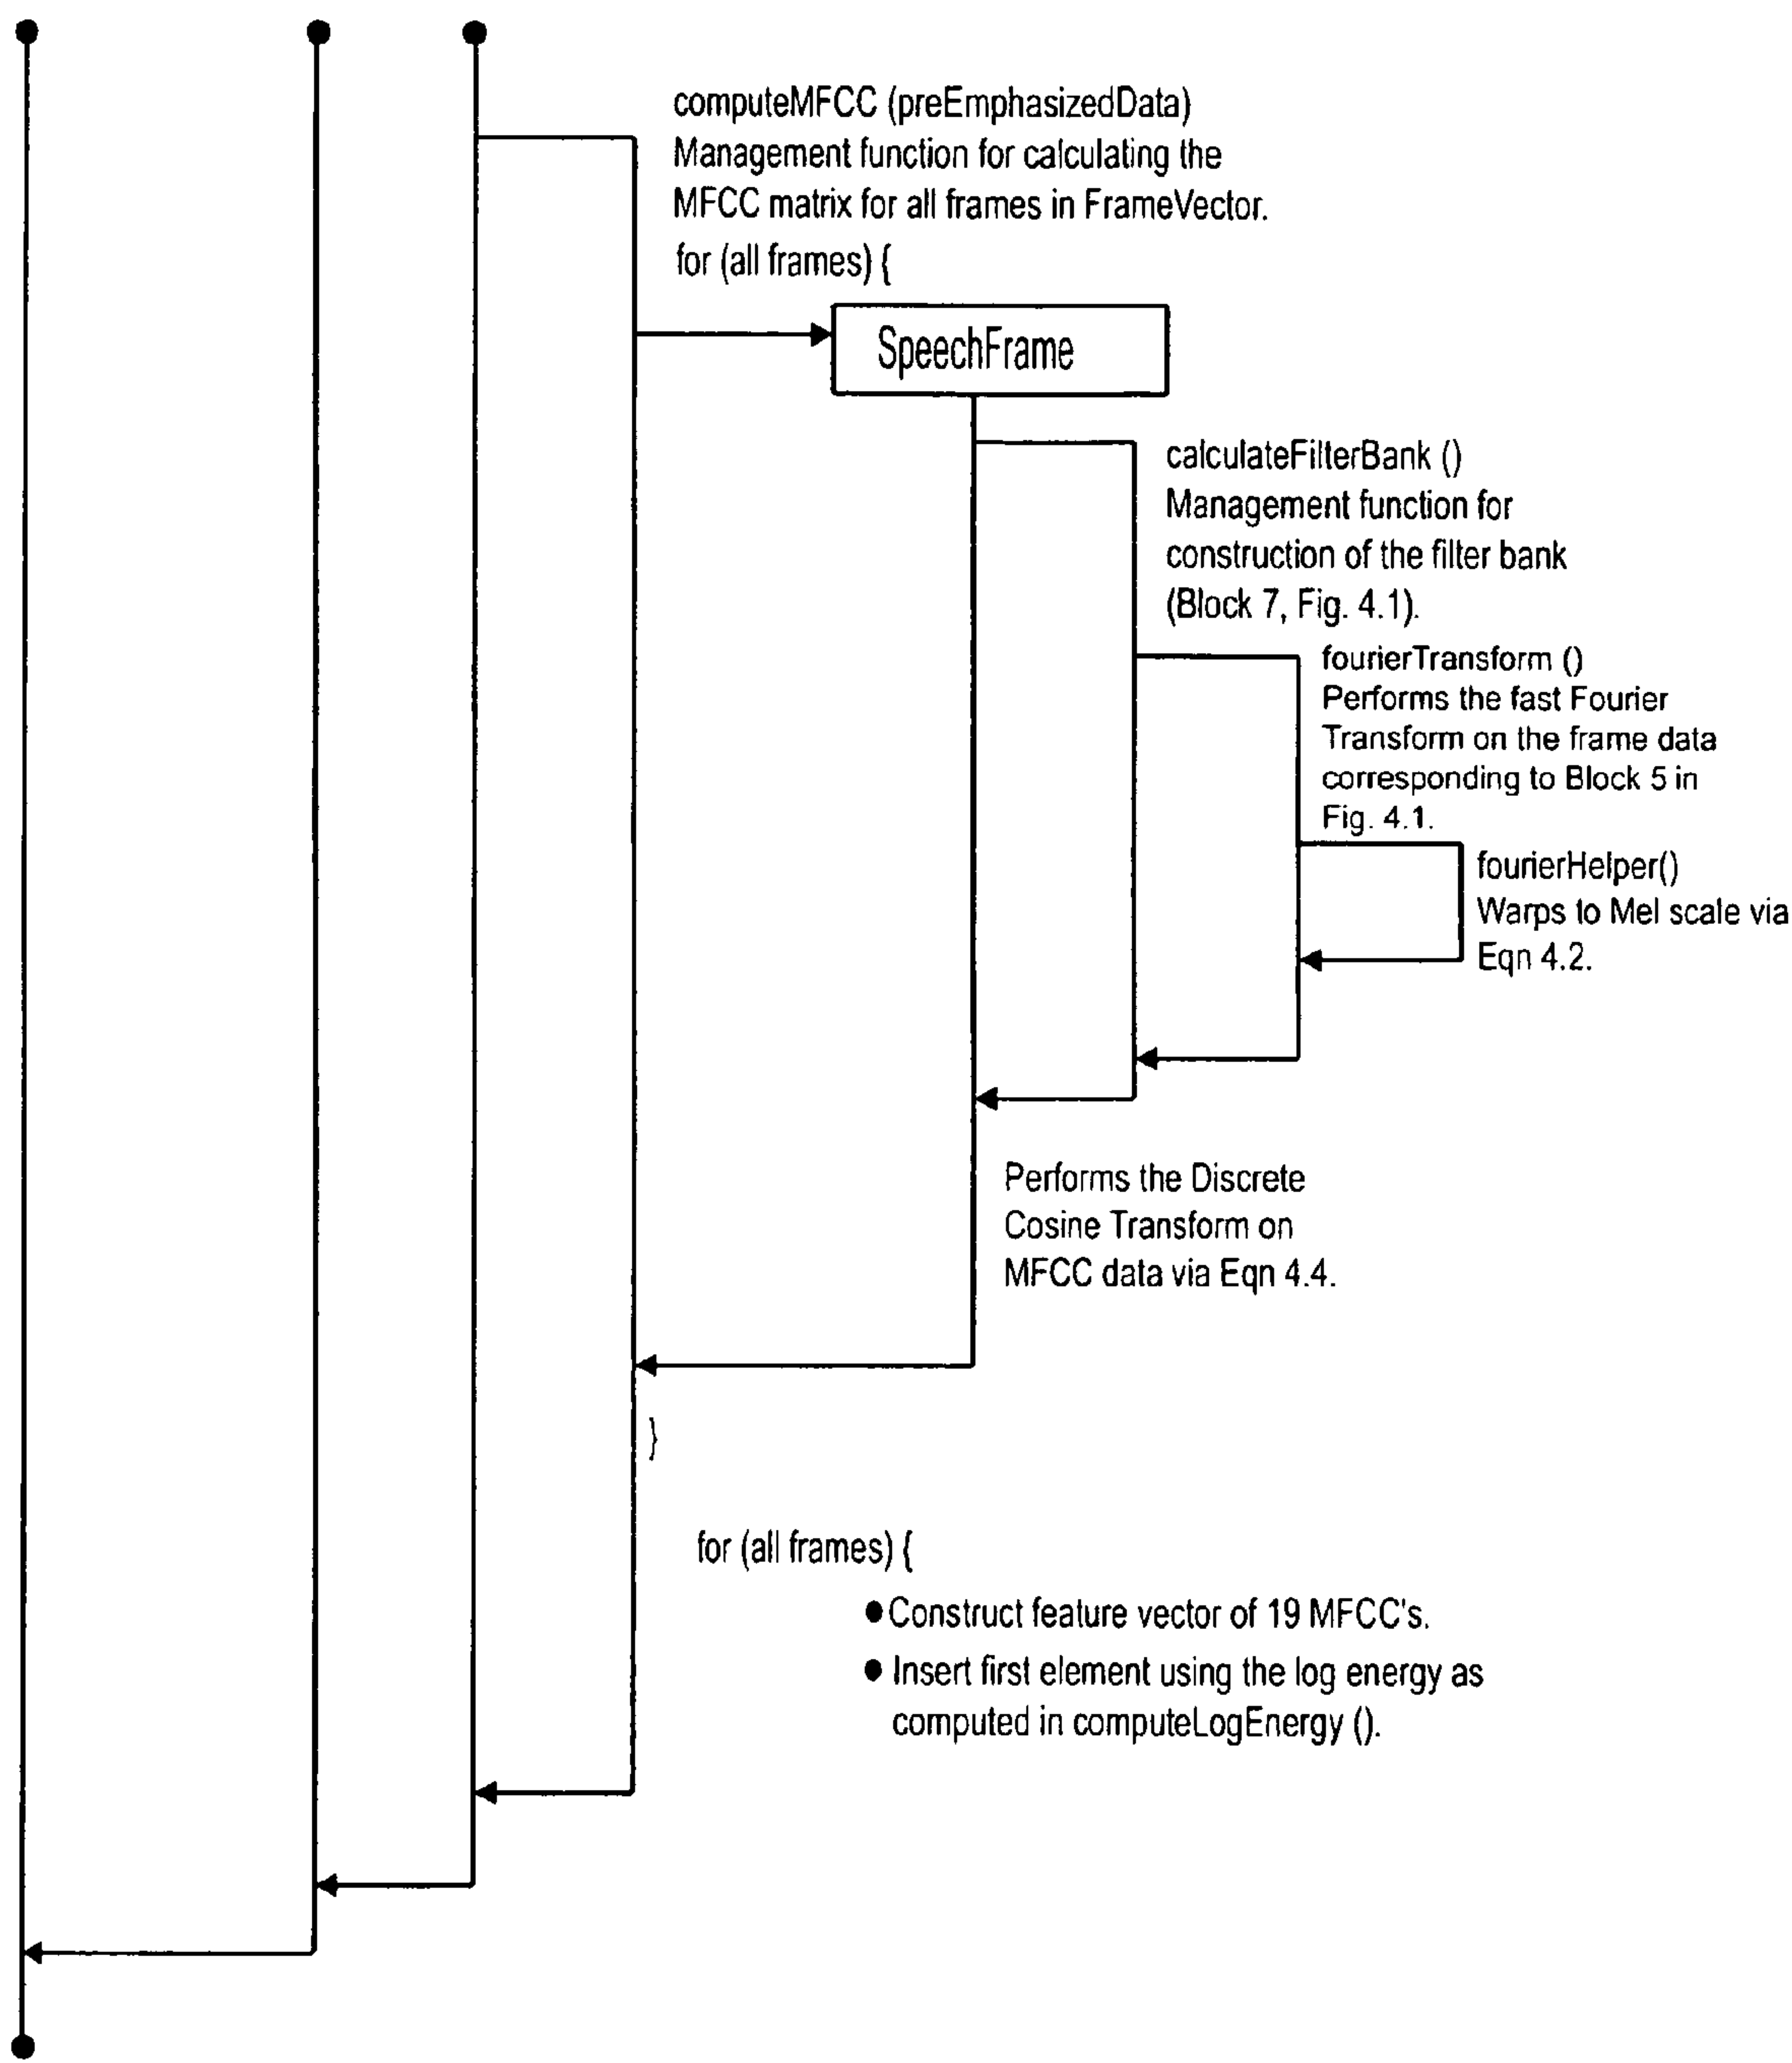 computeMFCC (preEmphasizedData)
Management function for calculating the
MFCC matrix for all frames in FrameVector.
for (all frames) {
SpeechFrame
calculateFilterBank ()
Management function for
construction of the filter bank
(Block 7, Fig. 4.1).
fourierTransform ()
Performs the fast Fourier
Transform on the frame data
corresponding to Block 5 in
Fig. 4.1.
fourierHelper()
Warps to Mel scale via
Eqn 4.2.
Performs the Discrete
Cosine Transform on
MFCC data via Eqn 4.4.
}
for (all frames) {
● Construct feature vector of 19 MFCC's.
● Insert first element using the log energy as
computed in computeLogEnergy ().